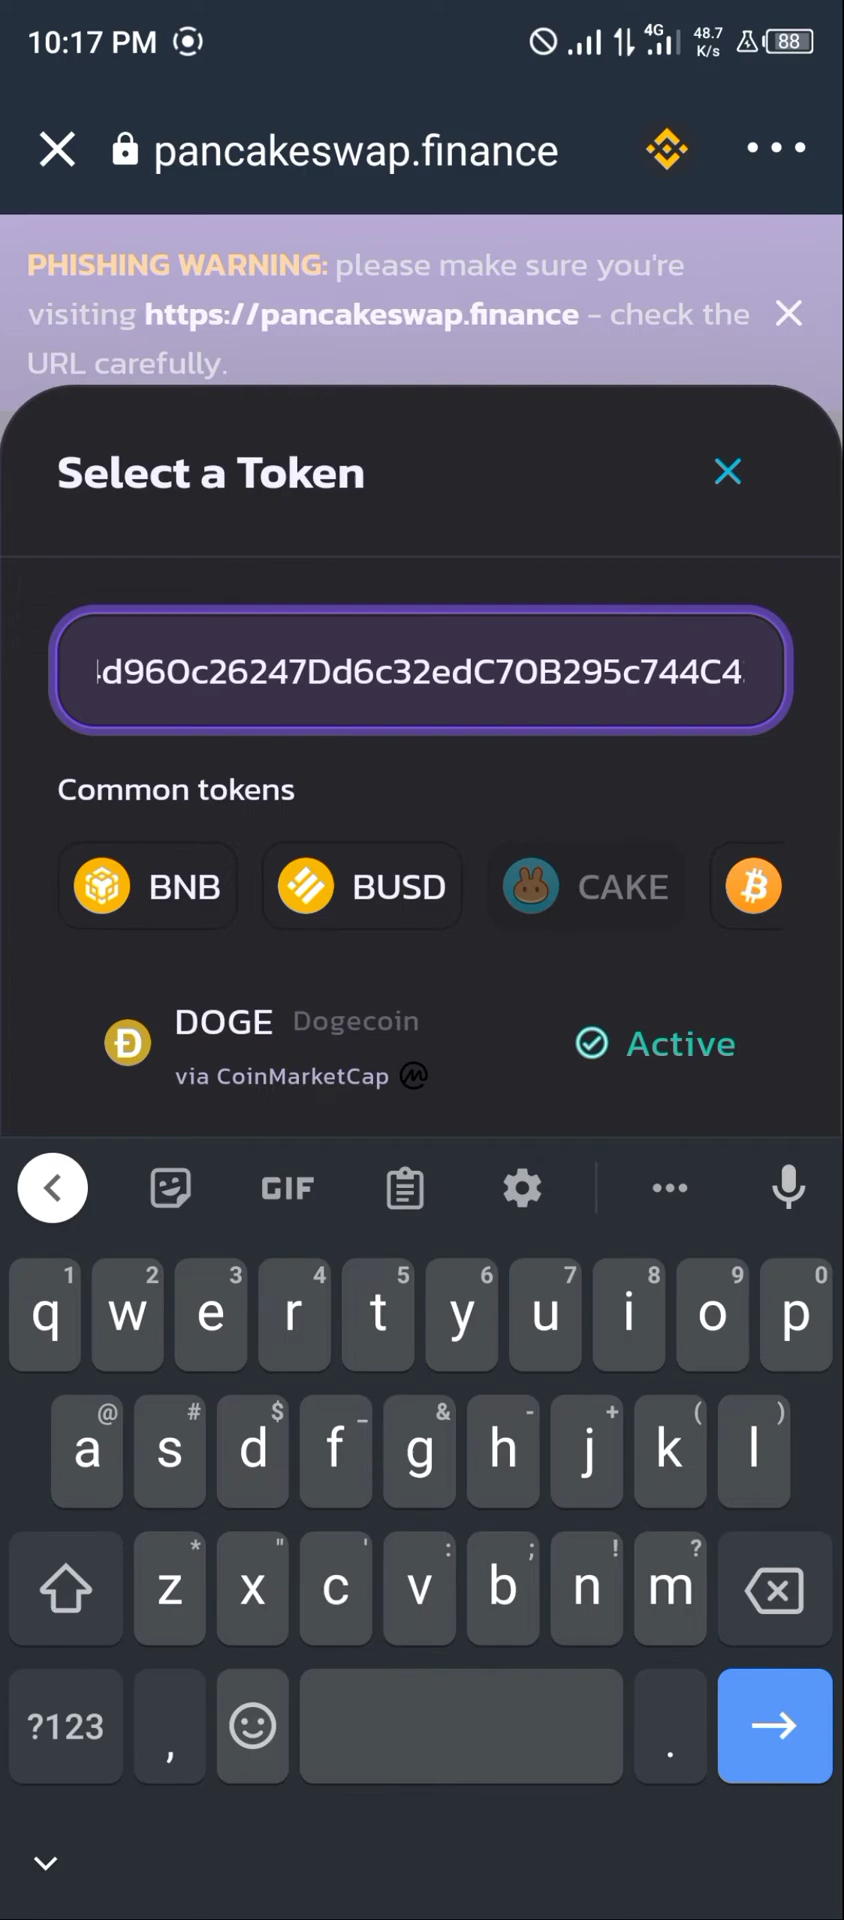 10:17 PM 4G 48.7 K/s 88
pancakeswap.finance
PHISHING WARNING: please make sure you're
visiting https://pancakeswap.finance - check the
URL carefully.
Select a Token
d960c26247Dd6c32edC70B295c744C4
Common tokens
BNB BUSD CAKE
DOGE Dogecoin
via CoinMarketCap
Active
GIF
1 2 3 4 5 6 7 8 9 0
q w e r t y u i o p
@ # $ _ & - + ( )
a s d f g h j k l
* " ' : ; ! ?
z x c v b n m
?123 , .